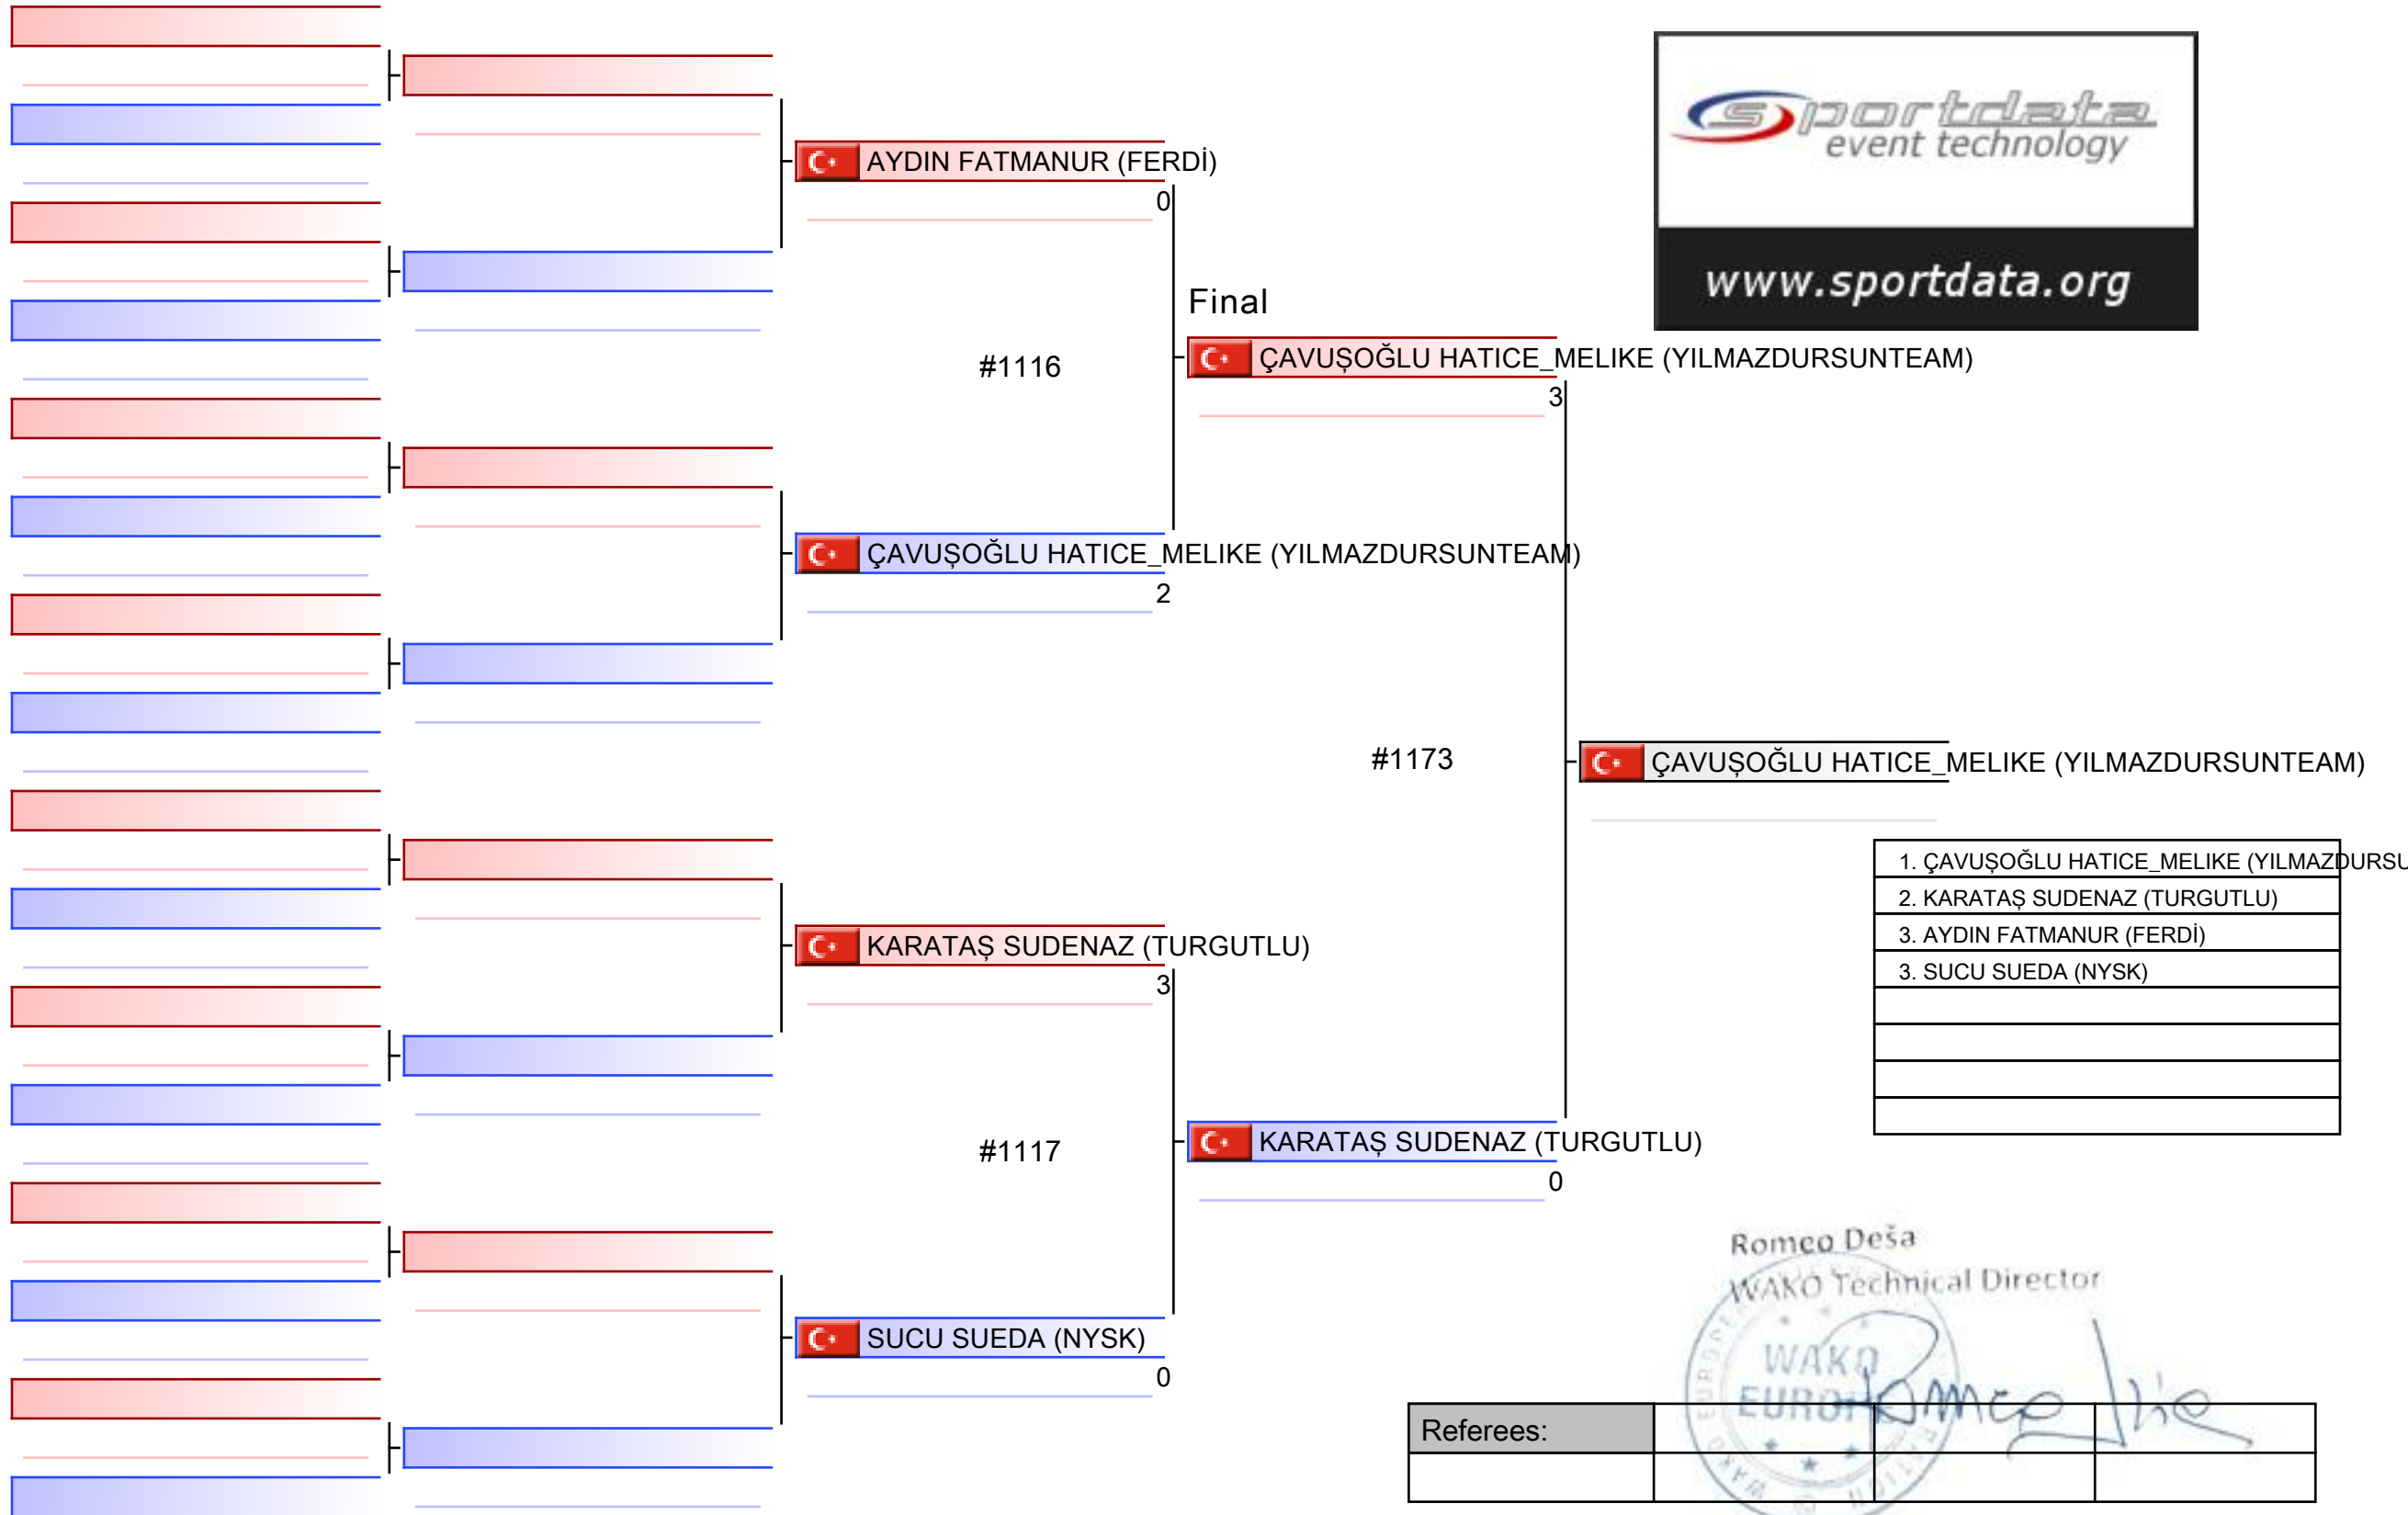 sportdata
event technology
www.sportdata.org
AYDIN FATMANUR (FERDİ)
0
Final
#1116
ÇAVUŞOĞLU HATICE_MELIKE (YILMAZDURSUNTEAM)
3
ÇAVUŞOĞLU HATICE_MELIKE (YILMAZDURSUNTEAM)
2
#1173
ÇAVUŞOĞLU HATICE_MELIKE (YILMAZDURSUNTEAM)
1. ÇAVUŞOĞLU HATICE_MELIKE (YILMAZDURSU
2. KARATAŞ SUDENAZ (TURGUTLU)
3. AYDIN FATMANUR (FERDİ)
3. SUCU SUEDA (NYSK)
KARATAŞ SUDENAZ (TURGUTLU)
3
#1117
KARATAŞ SUDENAZ (TURGUTLU)
0
SUCU SUEDA (NYSK)
0
Romeo Deša
WAKO Technical Director
WAKO
EUROPE
Referees: